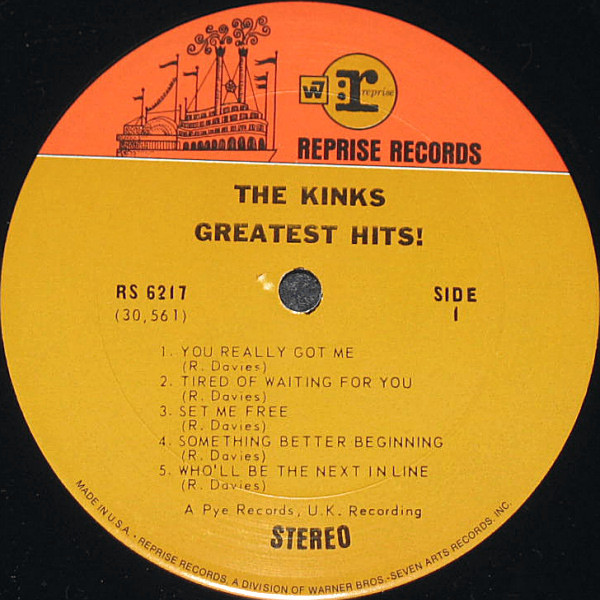 W7
r:
reprise
REPRISE RECORDS
THE KINKS
GREATEST HITS!
RS 6217
(30,561)
SIDE
1
1. YOU REALLY GOT ME
(R. Davies)
2. TIRED OF WAITING FOR YOU
(R. Davies)
3. SET ME FREE
(R. Davies)
4. SOMETHING BETTER BEGINNING
(R. Davies)
5. WHO'LL BE THE NEXT IN LINE
(R. Davies)
A Pye Records, U.K. Recording
STEREO
MADE IN U.S.A. - REPRISE RECORDS, A DIVISION OF WARNER BROS.-SEVEN ARTS RECORDS, INC.